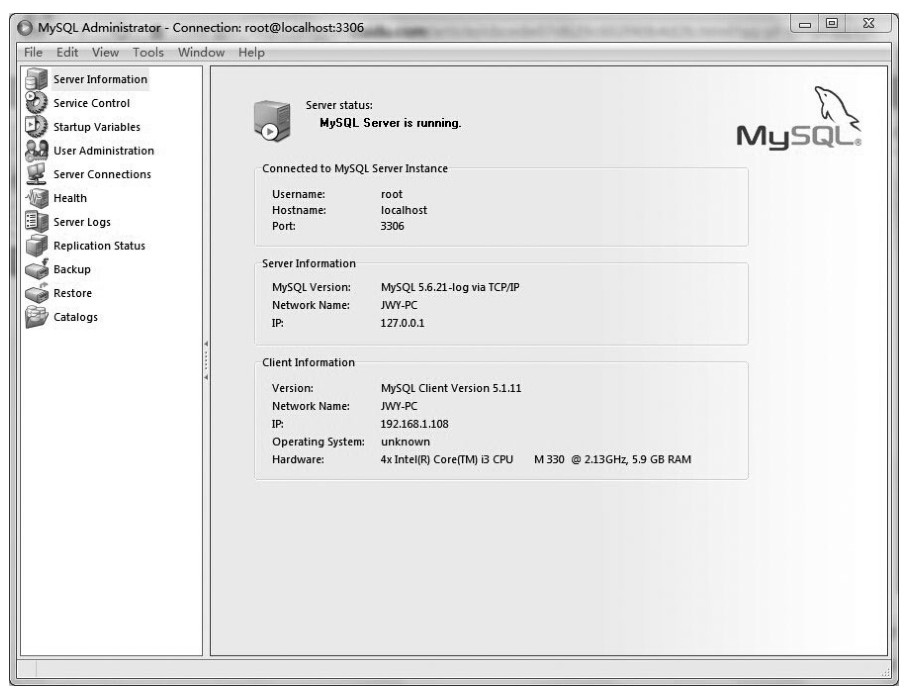 MySQL Administrator - Connection: root@localhost:3306
File Edit View Tools Window Help
Server Information
Service Control
Startup Variables
User Administration
Server Connections
Health
Server Logs
Replication Status
Backup
Restore
Catalogs
Server status:
MySQL Server is running.
MySQL®
Connected to MySQL Server Instance
Username: root
Hostname: localhost
Port: 3306
Server Information
MySQL Version: MySQL 5.6.21-log via TCP/IP
Network Name: JWY-PC
IP: 127.0.0.1
Client Information
Version: MySQL Client Version 5.1.11
Network Name: JWY-PC
IP: 192.168.1.108
Operating System: unknown
Hardware: 4x Intel(R) Core(TM) i3 CPU M 330 @ 2.13GHz, 5.9 GB RAM